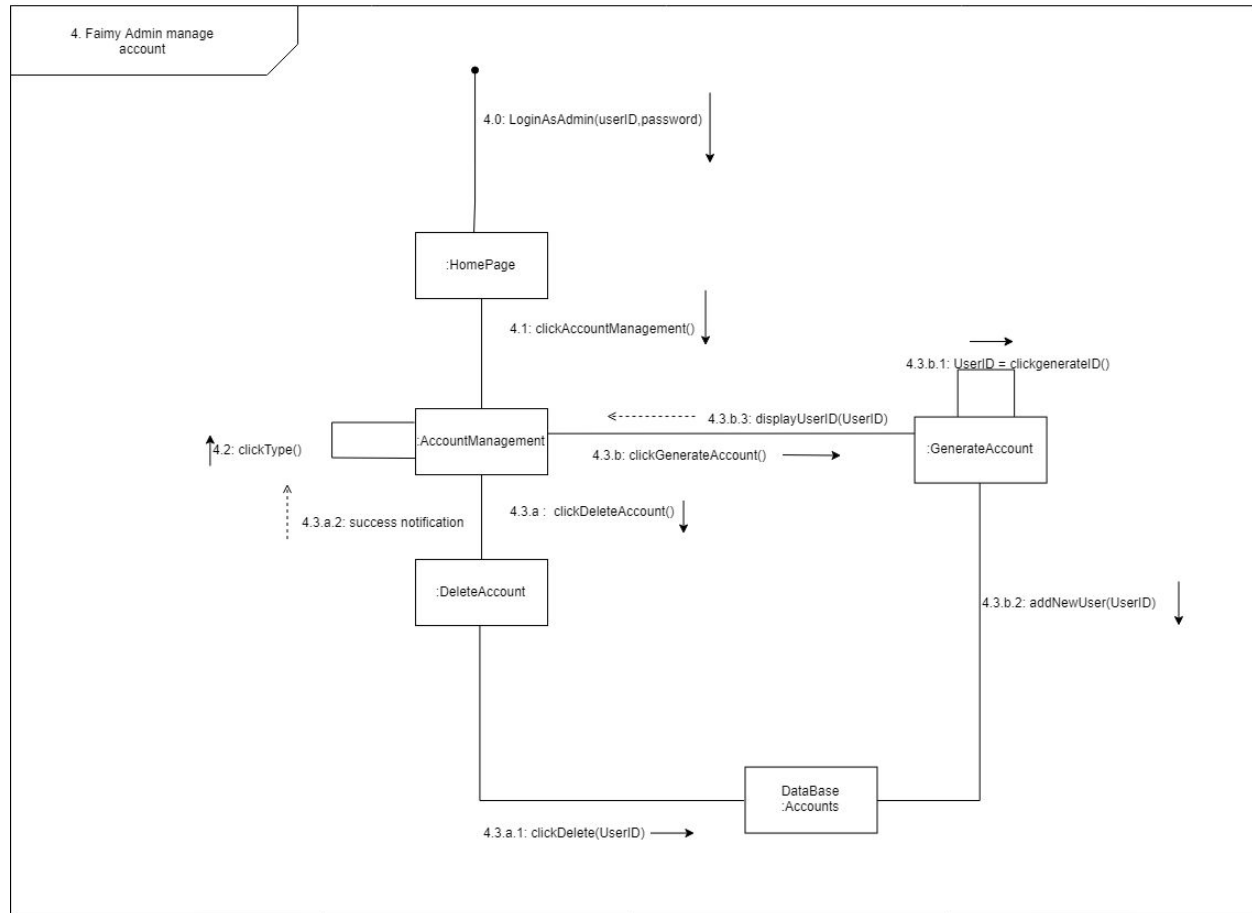 4. Faimy Admin manage
account
4.0: LoginAsAdmin(userID,password)
:HomePage
4.1: clickAccountManagement()
4.3.b.1: UserID = clickgenerateID()
4.3.b.3: displayUserID(UserID)
:AccountManagement
4.2: clickType()
:GenerateAccount
4.3.b: clickGenerateAccount()
4.3.a : clickDeleteAccount()
4.3.a.2: success notification
:DeleteAccount
4.3.b.2: addNewUser(UserID)
DataBase
:Accounts
4.3.a.1: clickDelete(UserID)